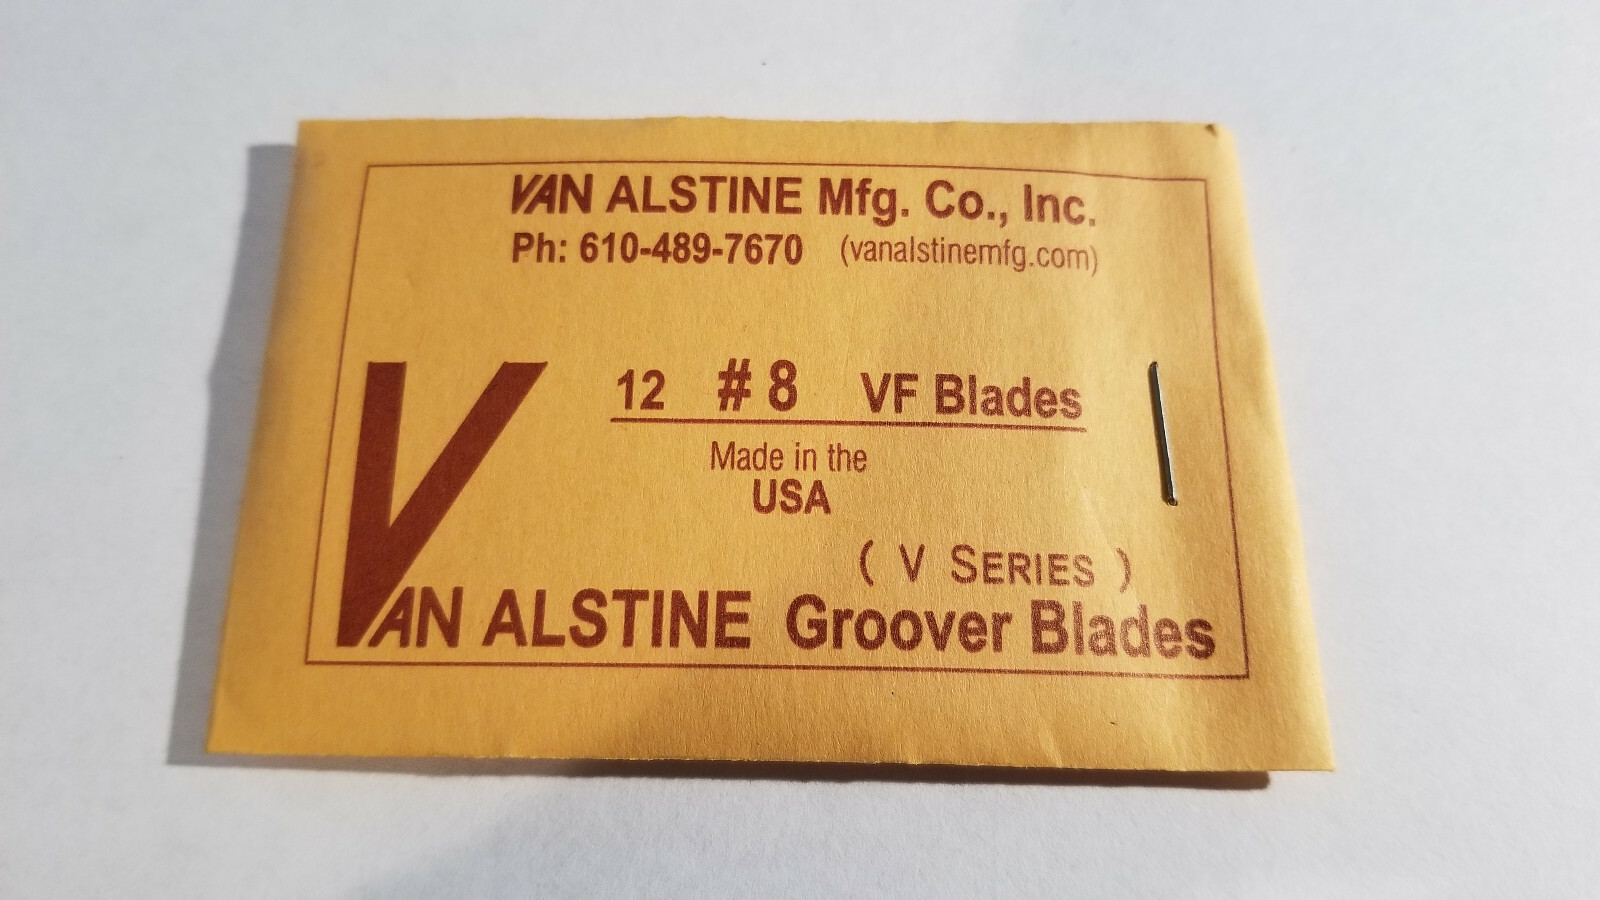 VAN ALSTINE Mfg. Co., Inc.
Ph: 610-489-7670 (vanalstinemfg.com)
12 # 8 VF Blades
Made in the
USA
( V SERIES )
VAN ALSTINE Groover Blades